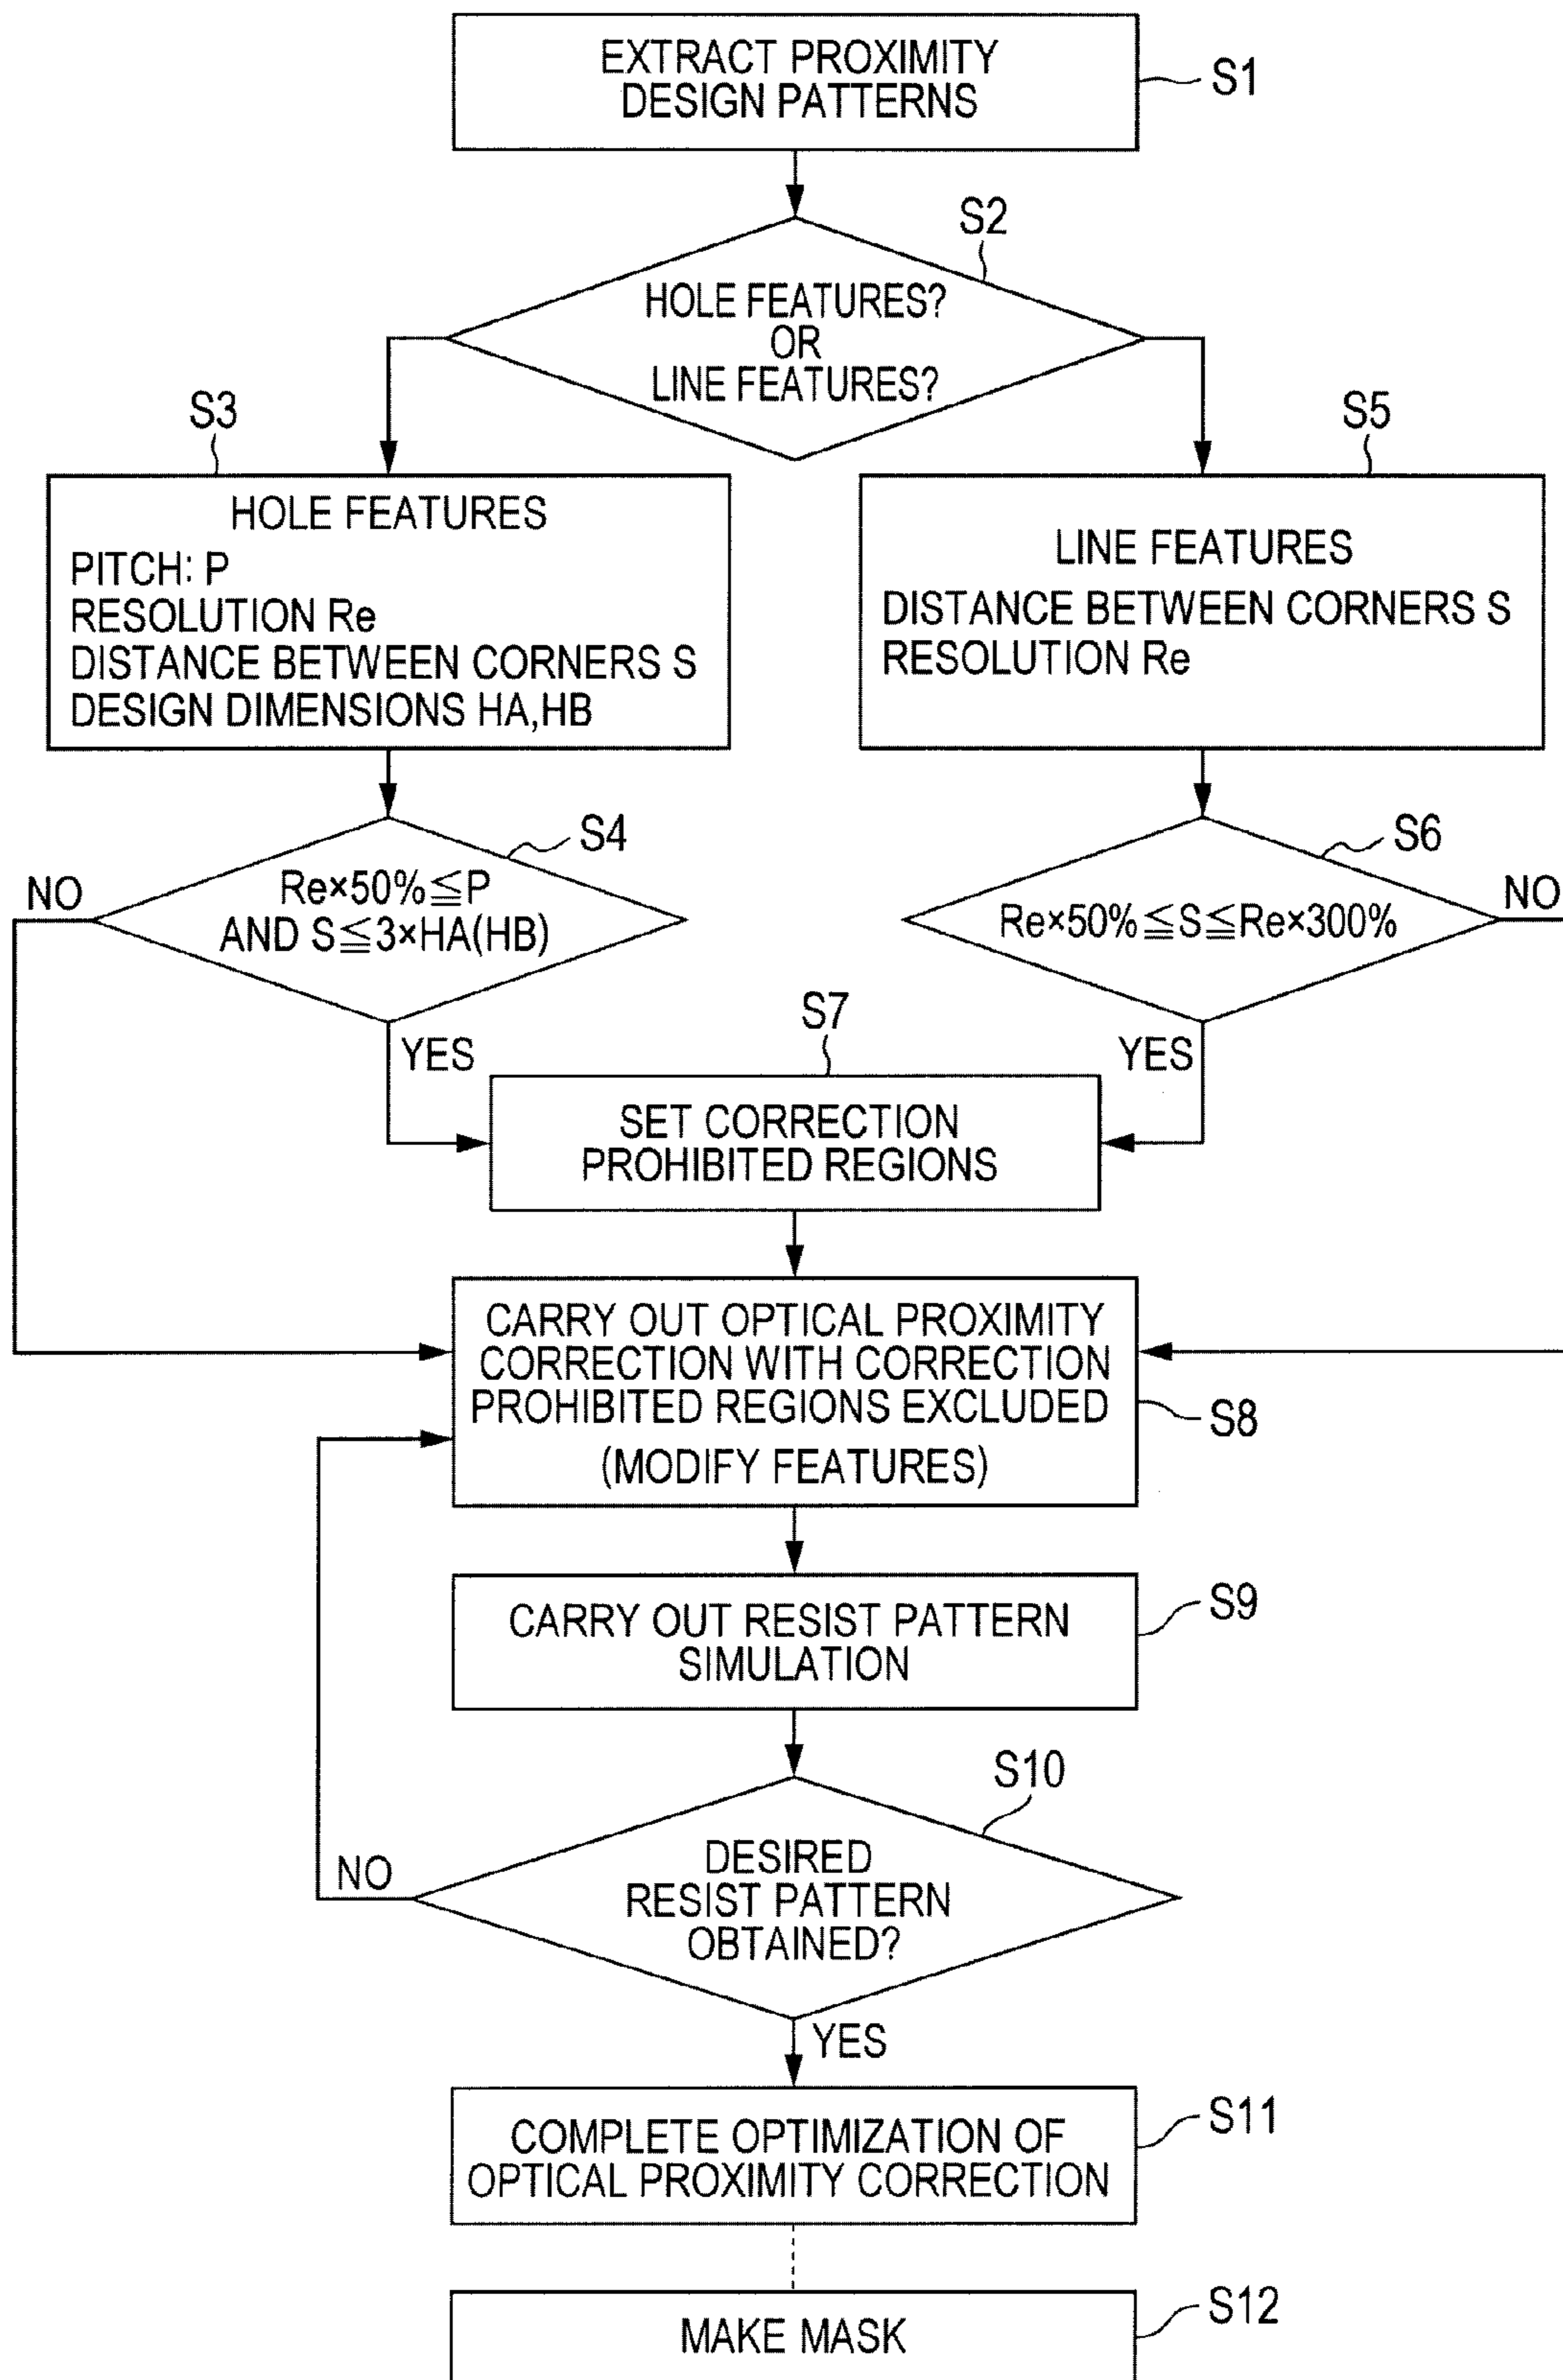 EXTRACT PROXIMITY
DESIGN PATTERNS
S1
S2
HOLE FEATURES?
OR
LINE FEATURES?
S3
HOLE FEATURES
PITCH: P
RESOLUTION Re
DISTANCE BETWEEN CORNERS S
DESIGN DIMENSIONS HA,HB
S5
LINE FEATURES
DISTANCE BETWEEN CORNERS S
RESOLUTION Re
S4
Re×50%≦P
AND S≦3×HA(HB)
NO
YES
S6
Re×50%≦S≦Re×300%
NO
YES
S7
SET CORRECTION
PROHIBITED REGIONS
CARRY OUT OPTICAL PROXIMITY
CORRECTION WITH CORRECTION
PROHIBITED REGIONS EXCLUDED
(MODIFY FEATURES)
S8
CARRY OUT RESIST PATTERN
SIMULATION
S9
S10
DESIRED
RESIST PATTERN
OBTAINED?
NO
YES
COMPLETE OPTIMIZATION OF
OPTICAL PROXIMITY CORRECTION
S11
MAKE MASK
S12